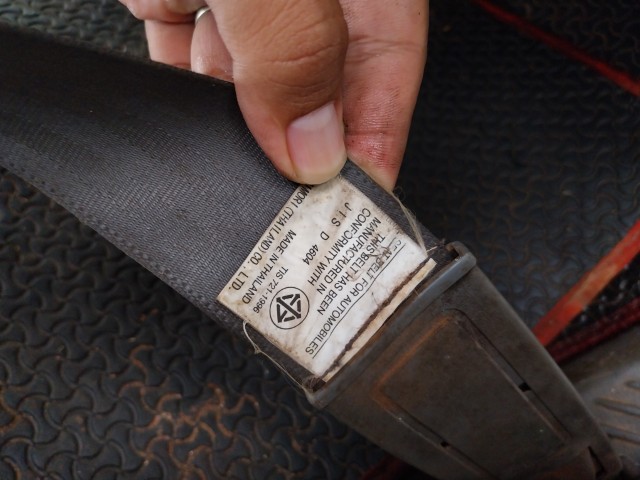 SEAT BELT FOR AUTOMOBILES
THIS BELT HAS BEEN
MANUFACTURED IN
CONFORMITY WITH
J I S D 4604
TIS 721-1996
MADE IN THAILAND
(THAILAND) CO., LTD.